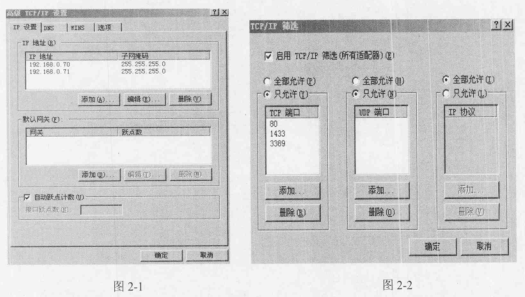 高级 TCP/IP 设置
IP 设置 DNS WINS 选项
IP 地址(R)
IP 地址 子网掩码
192.168.0.70 255.255.255.0
192.168.0.71 255.255.255.0
添加(A)... 编辑(E)... 删除(V)
默认网关(F):
网关 跃点数
添加(D)... 编辑(T)... 删除(M)
自动跃点计数(U)
接口跃点数(N):
确定 取消
图 2-1
TCP/IP 筛选
启用 TCP/IP 筛选(所有适配器)(E)
全部允许(P) 全部允许(N) 全部允许(T)
只允许(I) 只允许(W) 只允许(L)
TCP 端口 UDP 端口 IP 协议
80
1433
3389
添加... 添加... 添加...
删除(R) 删除(O) 删除(V)
确定 取消
图 2-2